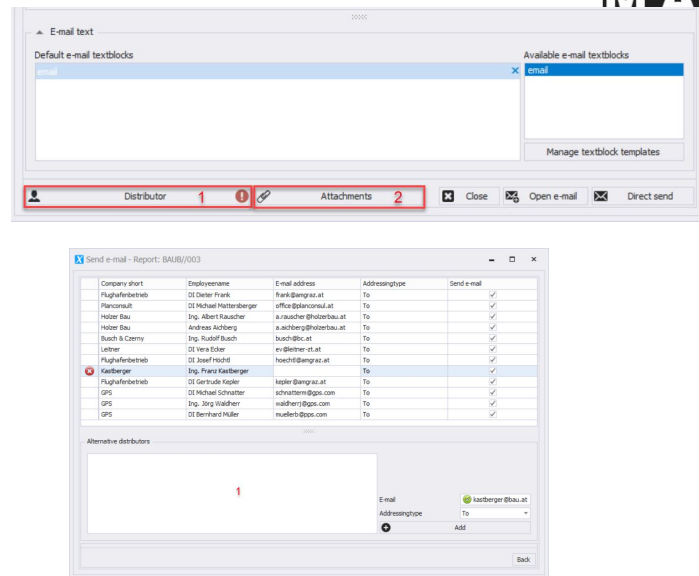 E-mail text
Default e-mail textblocks Available e-mail textblocks
email email
Manage textblock templates
Distributor 1 Attachments 2 Close Open e-mail Direct send
Send e-mail - Report: BAUB//003
Company short Employeename E-mail address Addressingtype Send e-mail
Flughafenbetrieb DI Dieter Frank frank@amgraz.at To
Planconsult DI Michael Mattersberger office@planconsul.at To
Holzer Bau Ing. Albert Rauscher a.rauscher@holzerbau.at To
Holzer Bau Andreas Aichberg a.aichberg@holzerbau.at To
Busch & Czerny Ing. Rudolf Busch busch@bc.at To
Leitner DI Vera Ecker ev@leitner-zt.at To
Flughafenbetrieb DI Josef Höchtl hoechtl@amgraz.at To
Kastberger Ing. Franz Kastberger To
Flughafenbetrieb DI Gertrude Kepler kepler@amgraz.at To
GPS DI Michael Schnatter schnatterm@gps.com To
GPS Ing. Jörg Waldherr waldherrj@gps.com To
GPS DI Bernhard Müller muellerb@pps.com To
Alternative distributors
1
E-mail kastberger@bau.at
Addressingtype To
Add
Back